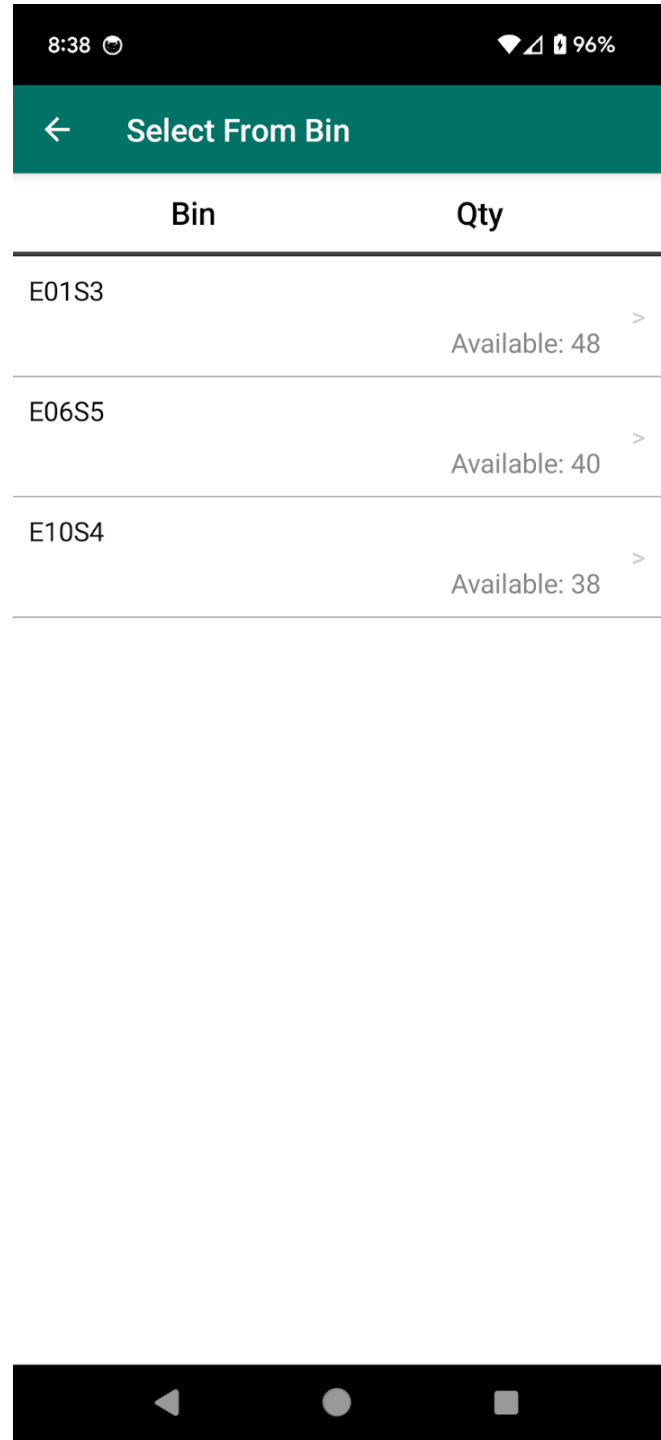 8:38 96%
Select From Bin
Bin Qty
E01S3
>
Available: 48
E06S5
>
Available: 40
E10S4
>
Available: 38